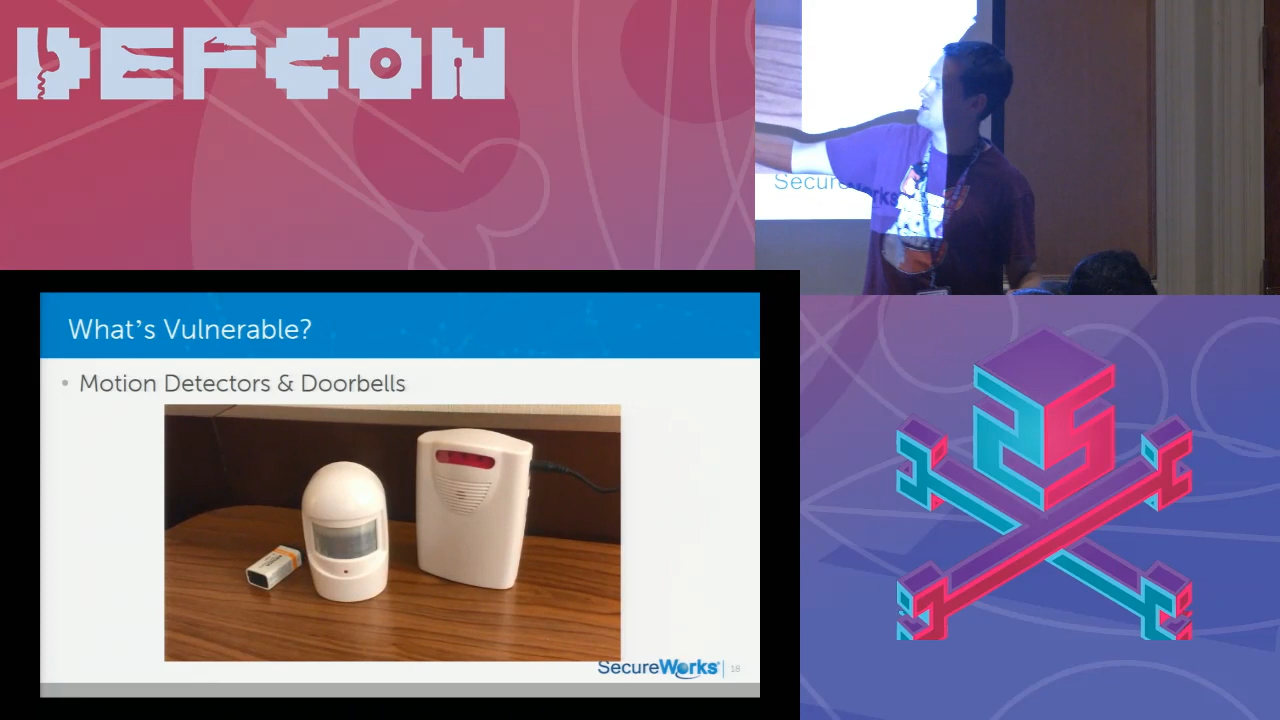 DEFCON
SecureWorks
What's Vulnerable?
• Motion Detectors & Doorbells
SecureWorks | 18